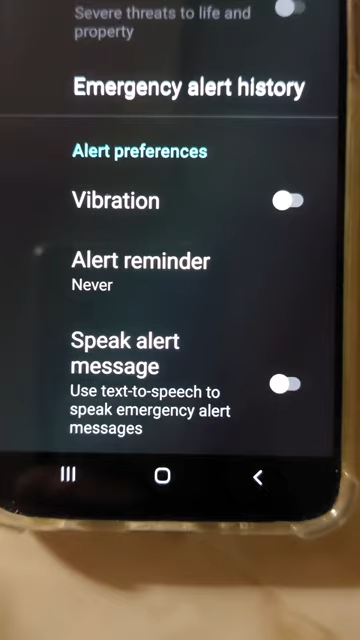 Severe threats to life and
property
Emergency alert history
Alert preferences
Vibration
Alert reminder
Never
Speak alert
message
Use text-to-speech to
speak emergency alert
messages